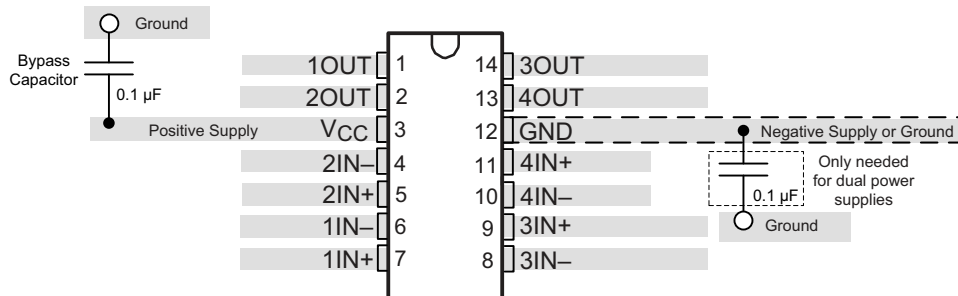 Ground
Bypass
Capacitor
0.1 µF
Positive Supply
1OUT 1
2OUT 2
VCC 3
2IN– 4
2IN+ 5
1IN– 6
1IN+ 7
14 3OUT
13 4OUT
12 GND
11 4IN+
10 4IN–
9 3IN+
8 3IN–
Negative Supply or Ground
Only needed
for dual power
supplies
0.1 µF
Ground